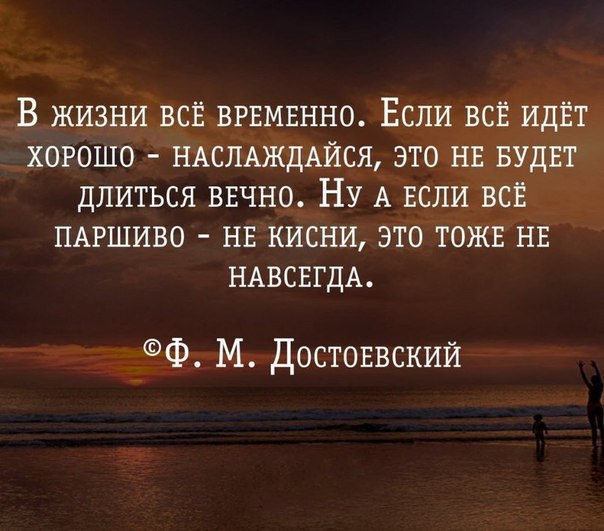 В жизни всё временно. Если всё идёт
хорошо - наслаждайся, это не будет
длиться вечно. Ну а если всё
паршиво - не кисни, это тоже не
навсегда.
©Ф. М. Достоевский